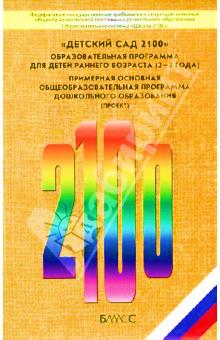 Федеральные государственные требования к структуре основной
общеобразовательной программы дошкольного образования
Образовательная система «Школа 2100»
«ДЕТСКИЙ САД 2100»
ОБРАЗОВАТЕЛЬНАЯ ПРОГРАММА
ДЛЯ ДЕТЕЙ РАННЕГО ВОЗРАСТА (2–3 ГОДА)
ПРИМЕРНАЯ ОСНОВНАЯ
ОБЩЕОБРАЗОВАТЕЛЬНАЯ ПРОГРАММА
ДОШКОЛЬНОГО ОБРАЗОВАНИЯ
(ПРОЕКТ)
2100
БАЛАСС